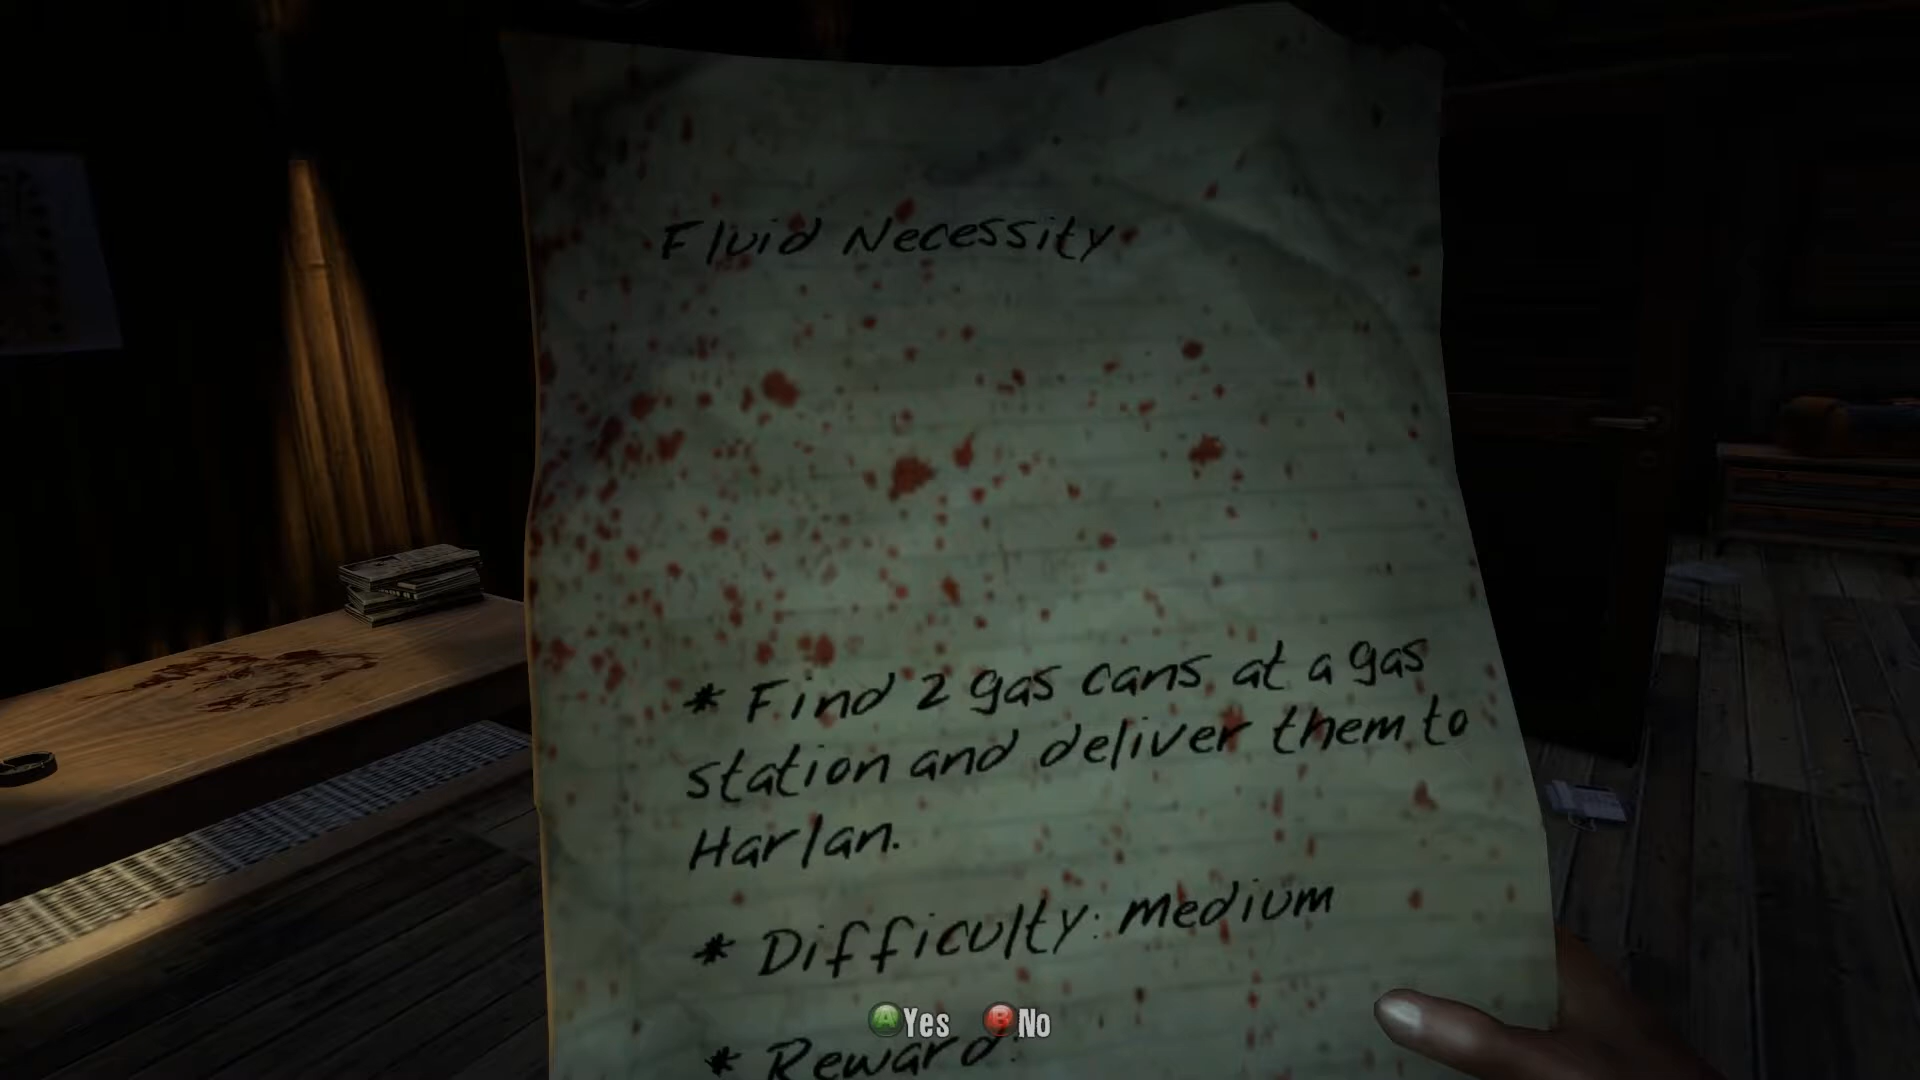 Fluid Necessity
* Find 2 gas cans at a gas
station and deliver them to
Harlan.
* Difficulty: medium
A Yes B No
* Reward: